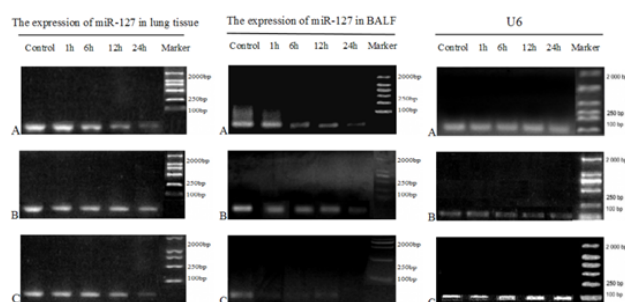 The expression of miR-127 in lung tissue
Control 1h 6h 12h 24h Marker
2000bp
250bp
100bp
A
2000bp
250bp
100bp
B
2000bp
250bp
100bp
C
The expression of miR-127 in BALF
Control 1h 6h 12h 24h Marker
2000bp
250bp
100bp
A
2000bp
250bp
100bp
B
2000bp
250bp
100bp
C
U6
Control 1h 6h 12h 24h Marker
2 000 bp
250 bp
100 bp
A
2 000 bp
250 bp
100 bp
B
2 000 bp
250 bp
100 bp
C